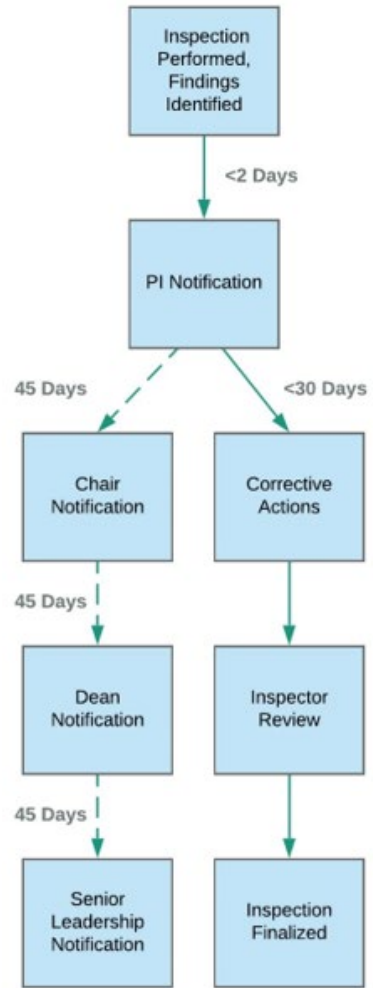 Inspection
Performed,
Findings
Identified
<2 Days
PI Notification
45 Days
<30 Days
Chair
Notification
Corrective
Actions
45 Days
Dean
Notification
Inspector
Review
45 Days
Senior
Leadership
Notification
Inspection
Finalized